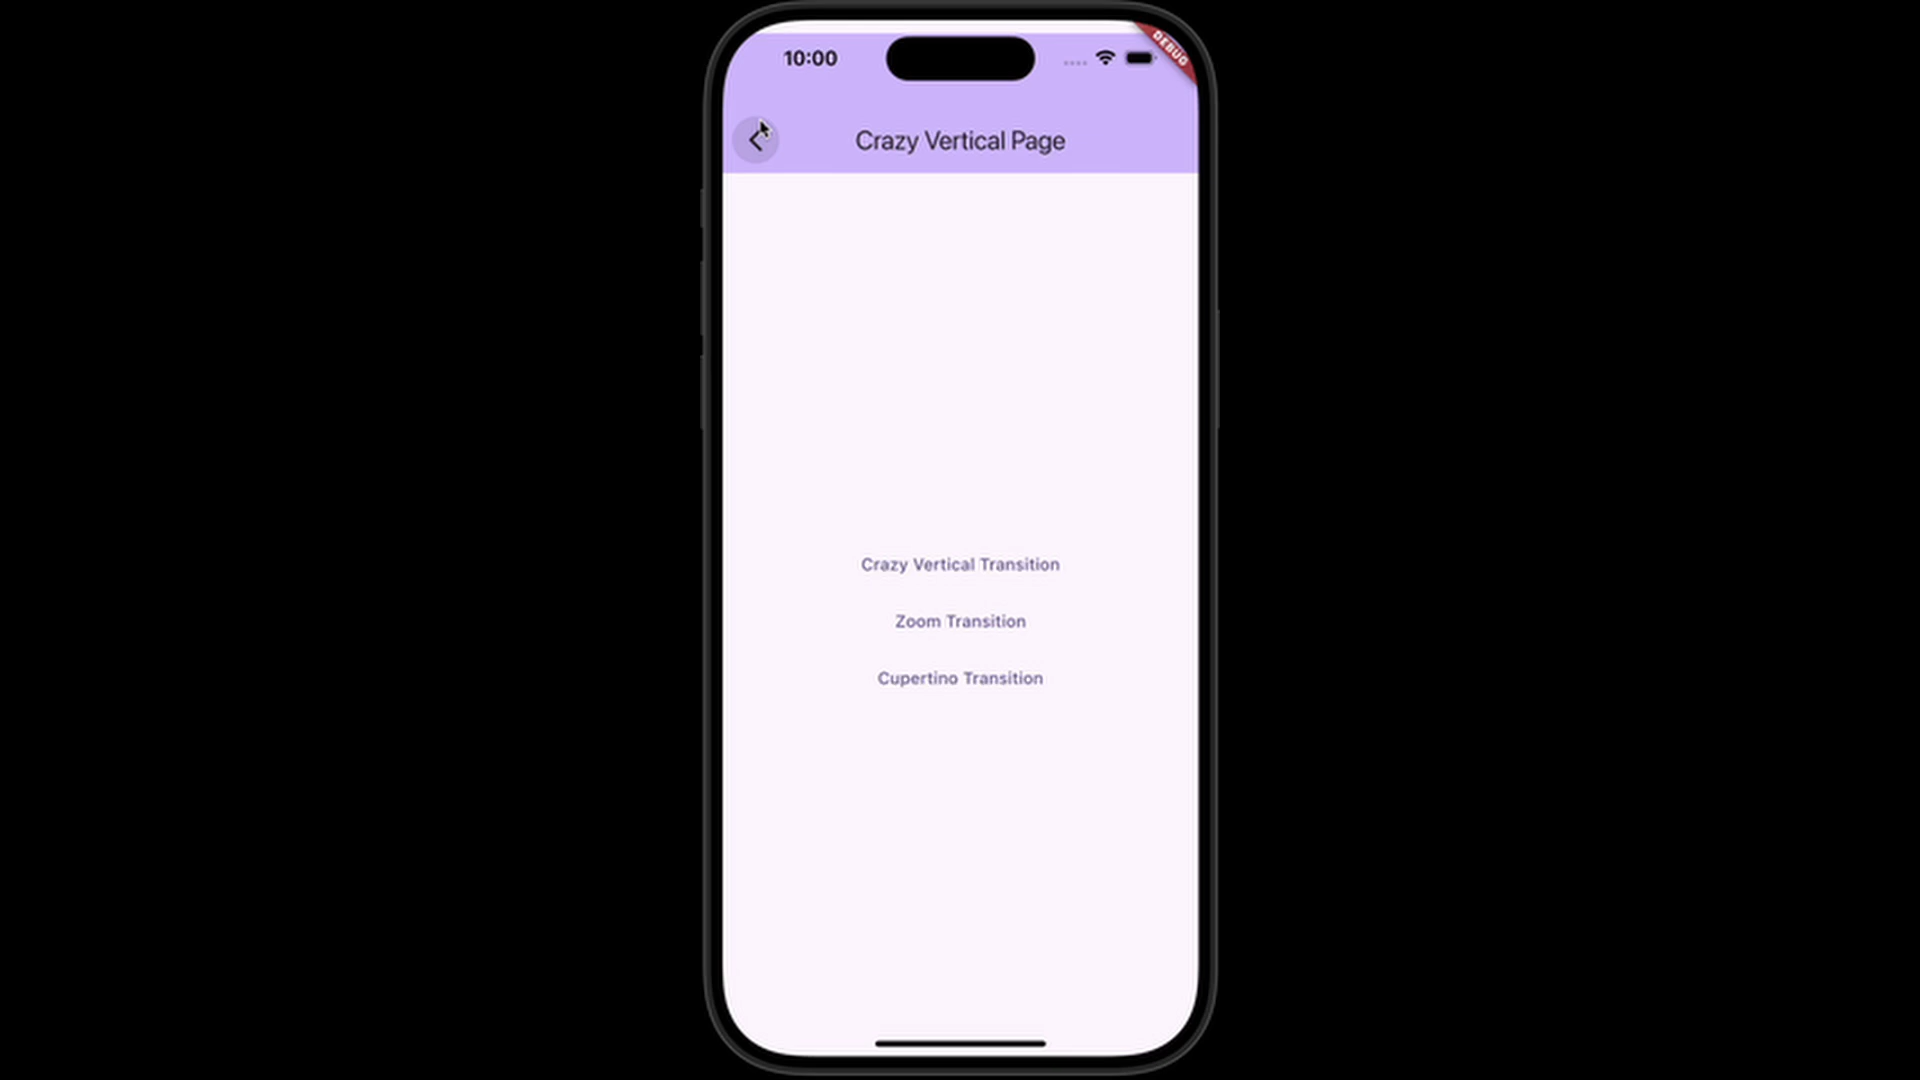 10:00
DEBUG
Crazy Vertical Page
Crazy Vertical Transition
Zoom Transition
Cupertino Transition